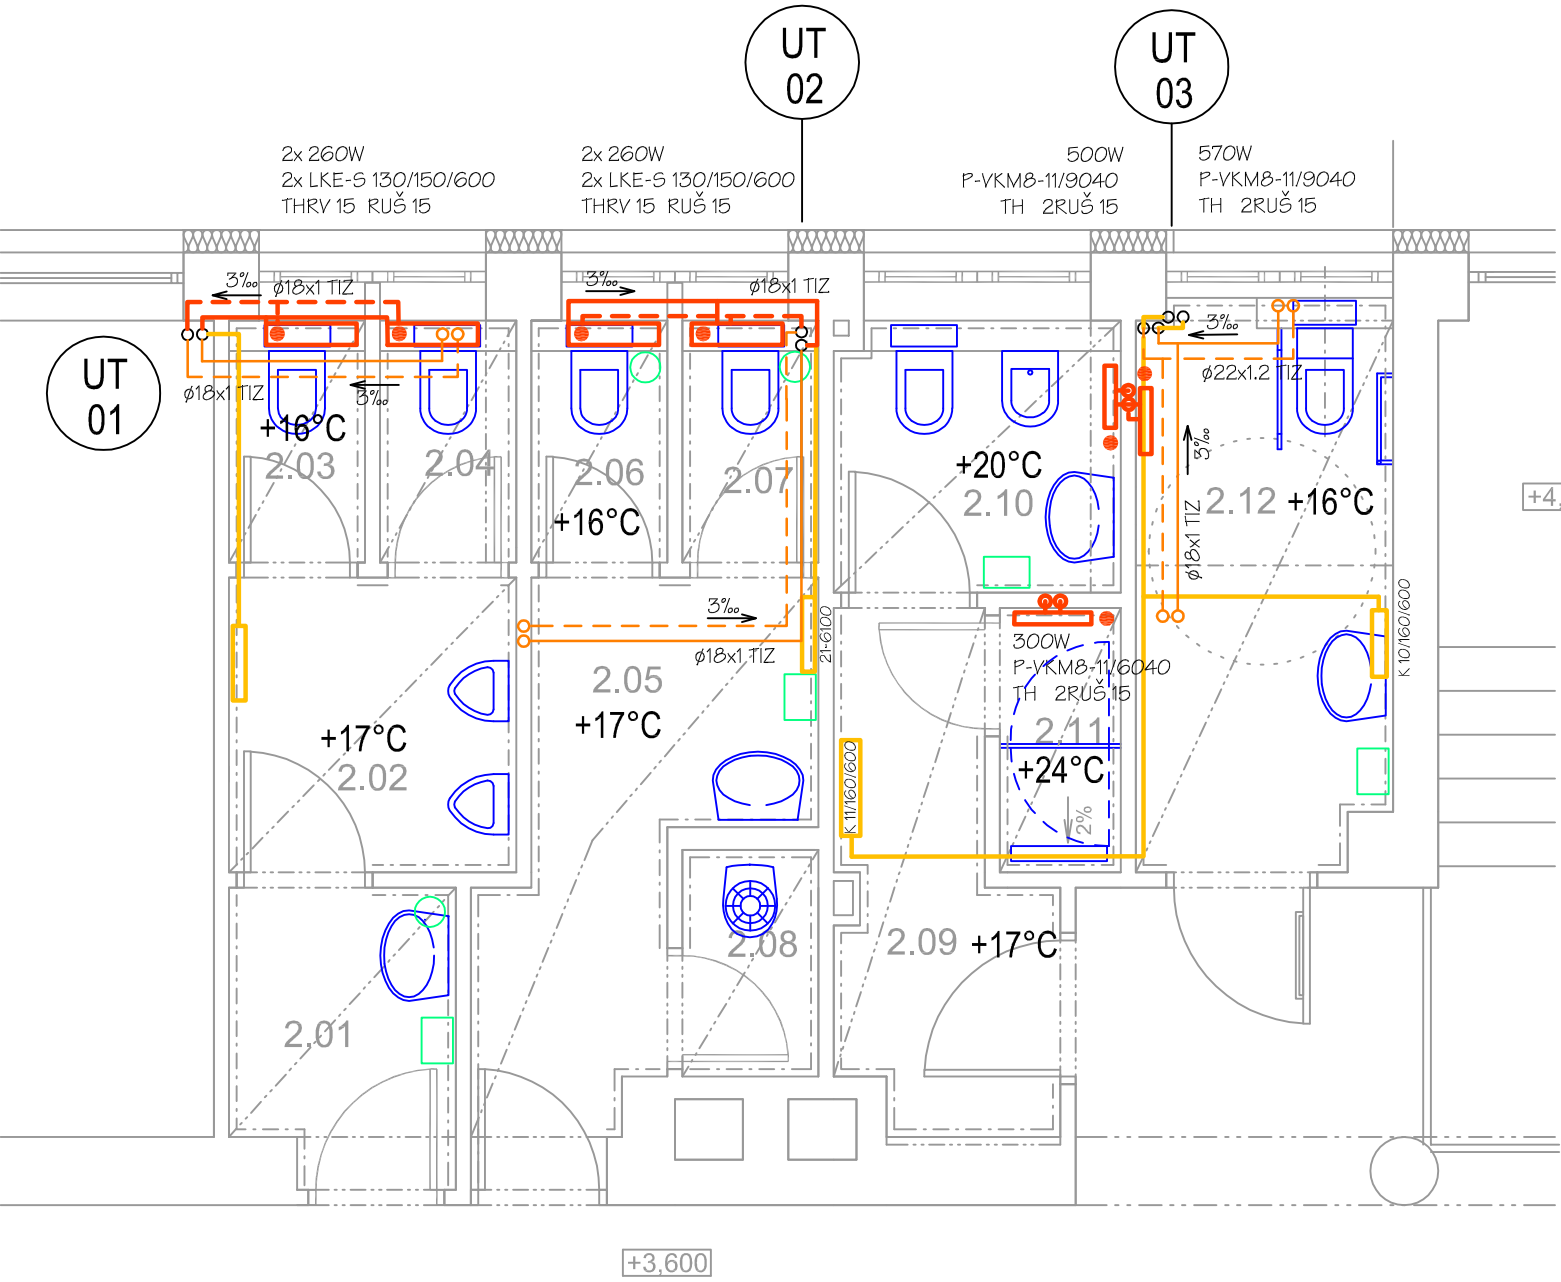 UT
02
UT
03
2x 260W
2x LKE-S 130/150/600
THRV 15 RUŠ 15
2x 260W
2x LKE-S 130/150/600
THRV 15 RUŠ 15
500W
P-VKM8-11/9040
TH 2RUŠ 15
570W
P-VKM8-11/9040
TH 2RUŠ 15
3‰
ø18x1 TIZ
3‰
ø18x1 TIZ
3‰
ø22x1.2 TIZ
UT
01
ø18x1 TIZ
3‰
+16°C
2.03
2.04
2.06
+16°C
2.07
+20°C
2.10
3‰
ø18x1 TIZ
2.12
+16°C
+4,
3‰
ø18x1 TIZ
21-6100
300W
P-VKM8-11/6040
TH 2RUŠ 15
K 10/160/600
2.05
+17°C
+17°C
2.02
2.11
+24°C
K 11/160/600
2%
2.08
2.09
+17°C
2.01
+3,600